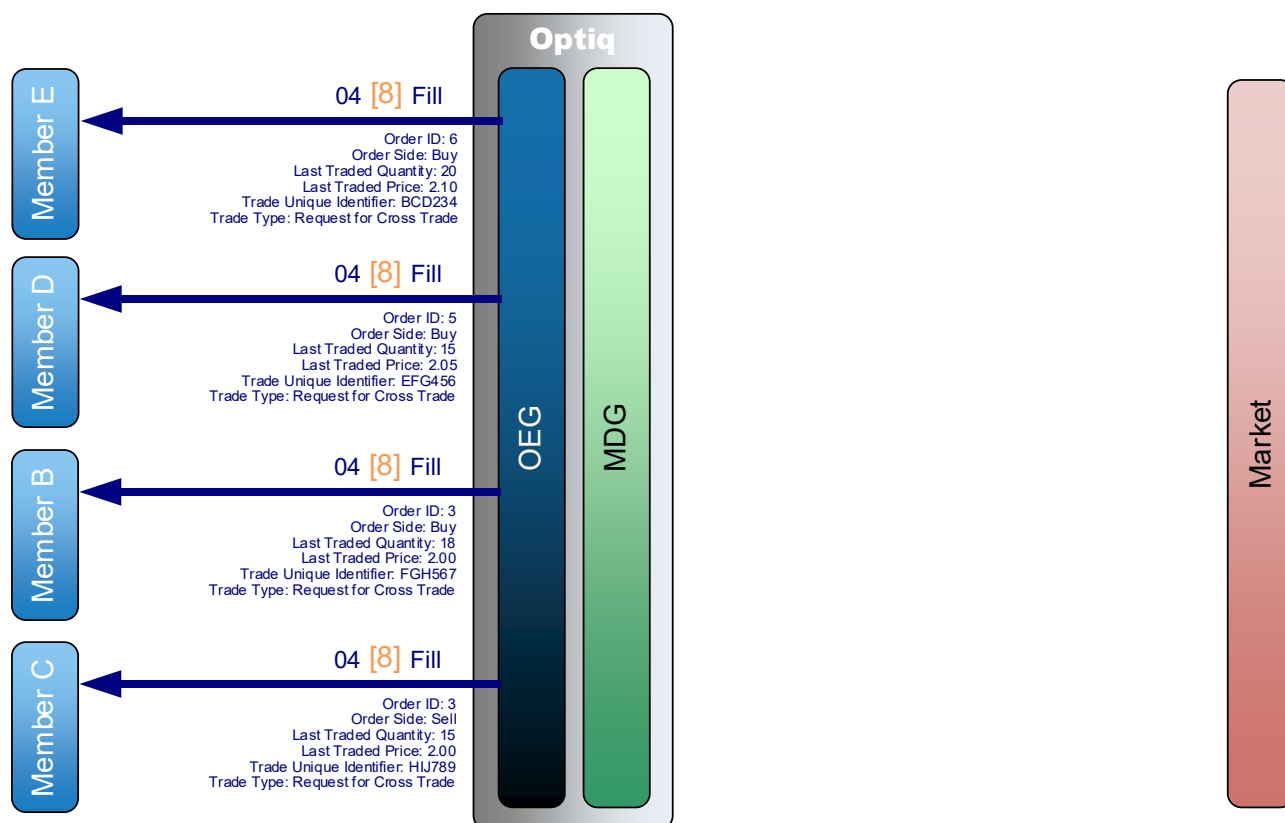 Optiq
Member E
04 [8] Fill
Order ID: 6
Order Side: Buy
Last Traded Quantity: 20
Last Traded Price: 2.10
Trade Unique Identifier: BCD234
Trade Type: Request for Cross Trade
Member D
04 [8] Fill
Order ID: 5
Order Side: Buy
Last Traded Quantity: 15
Last Traded Price: 2.05
Trade Unique Identifier: EFG456
Trade Type: Request for Cross Trade
Member B
04 [8] Fill
Order ID: 3
Order Side: Buy
Last Traded Quantity: 18
Last Traded Price: 2.00
Trade Unique Identifier: FGH567
Trade Type: Request for Cross Trade
Member C
04 [8] Fill
Order ID: 3
Order Side: Sell
Last Traded Quantity: 15
Last Traded Price: 2.00
Trade Unique Identifier: HIJ789
Trade Type: Request for Cross Trade
OEG
MDG
Market